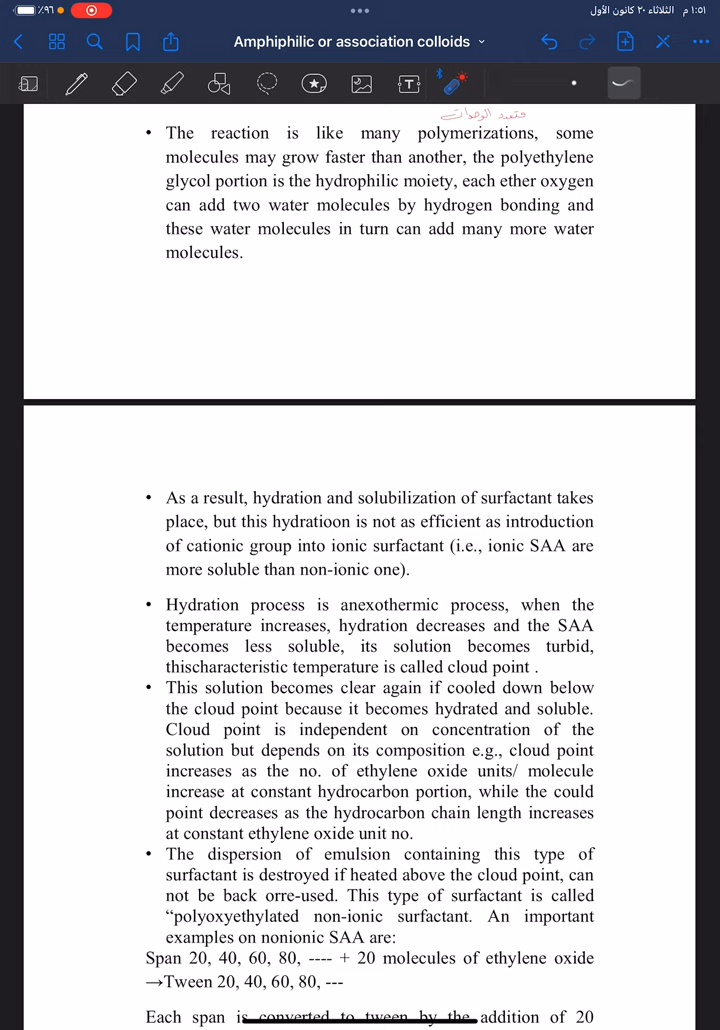 ٪٩٦
١:٥١ م الثلاثاء ٢٠ كانون الأول
Amphiphilic or association colloids
متعدد الوحدات
• The reaction is like many polymerizations, some
molecules may grow faster than another, the polyethylene
glycol portion is the hydrophilic moiety, each ether oxygen
can add two water molecules by hydrogen bonding and
these water molecules in turn can add many more water
molecules.
• As a result, hydration and solubilization of surfactant takes
place, but this hydratioon is not as efficient as introduction
of cationic group into ionic surfactant (i.e., ionic SAA are
more soluble than non-ionic one).
• Hydration process is anexothermic process, when the
temperature increases, hydration decreases and the SAA
becomes less soluble, its solution becomes turbid,
thischaracteristic temperature is called cloud point .
• This solution becomes clear again if cooled down below
the cloud point because it becomes hydrated and soluble.
Cloud point is independent on concentration of the
solution but depends on its composition e.g., cloud point
increases as the no. of ethylene oxide units/ molecule
increase at constant hydrocarbon portion, while the could
point decreases as the hydrocarbon chain length increases
at constant ethylene oxide unit no.
• The dispersion of emulsion containing this type of
surfactant is destroyed if heated above the cloud point, can
not be back orre-used. This type of surfactant is called
“polyoxyethylated non-ionic surfactant. An important
examples on nonionic SAA are:
Span 20, 40, 60, 80, ---- + 20 molecules of ethylene oxide
→Tween 20, 40, 60, 80, ---
Each span is converted to tween by the addition of 20